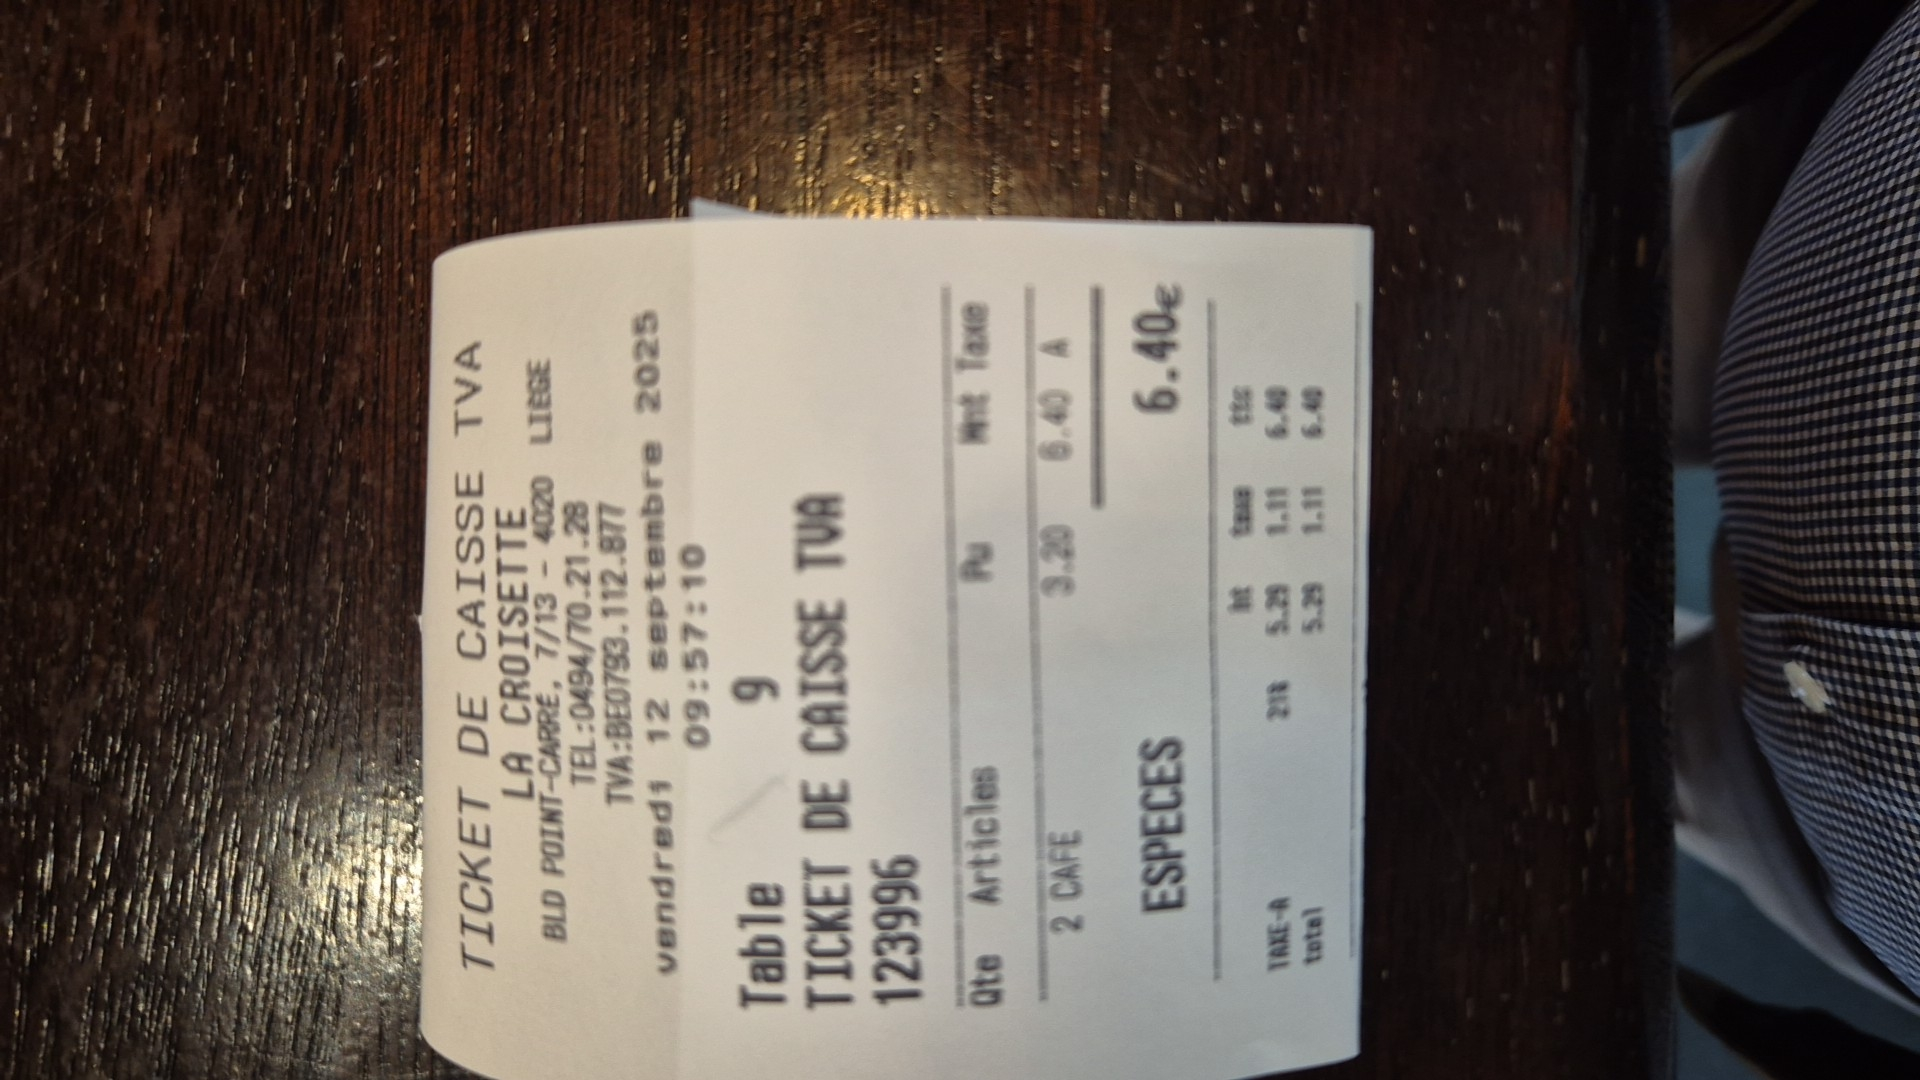 TICKET DE CAISSE TVA
LA CROISETTE
BLD POINT-CARRE, 7/13 - 4020 LIEGE
TEL:0494/70.21.28
TVA:BE0793.112.877
vendredi 12 septembre 2025
09:57:10
Table 9
TICKET DE CAISSE TVA
123996
Qte Articles Pu Mnt Taxe
2 CAFE 3.20 6.40 A
ESPECES 6.40€
ht taxe ttc
TAXE-A 21% 5.29 1.11 6.40
total 5.29 1.11 6.40